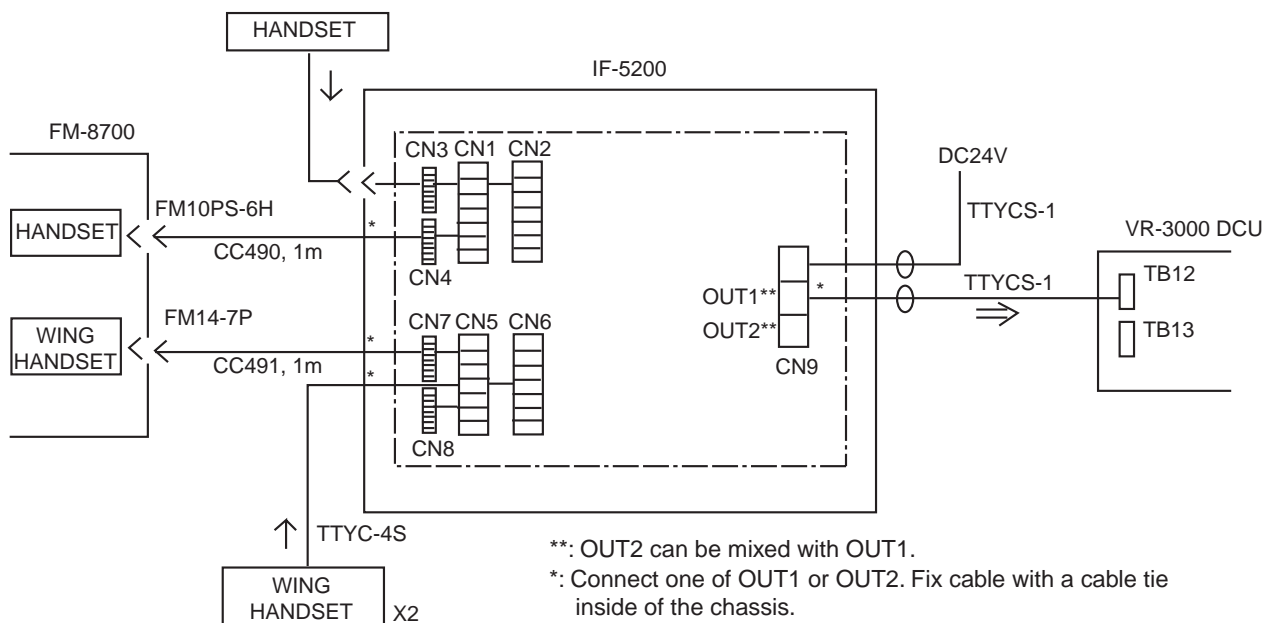 HANDSET
IF-5200
FM-8700
CN3 CN1 CN2
DC24V
FM10PS-6H
TTYCS-1
HANDSET
*
VR-3000 DCU
CC490, 1m
CN4
TB12
TTYCS-1
OUT1**
*
FM14-7P
CN7 CN5 CN6
OUT2**
TB13
WING
HANDSET
*
CC491, 1m
*
CN9
CN8
TTYC-4S
**: OUT2 can be mixed with OUT1.
*: Connect one of OUT1 or OUT2. Fix cable with a cable tie
inside of the chassis.
WING
HANDSET
X2